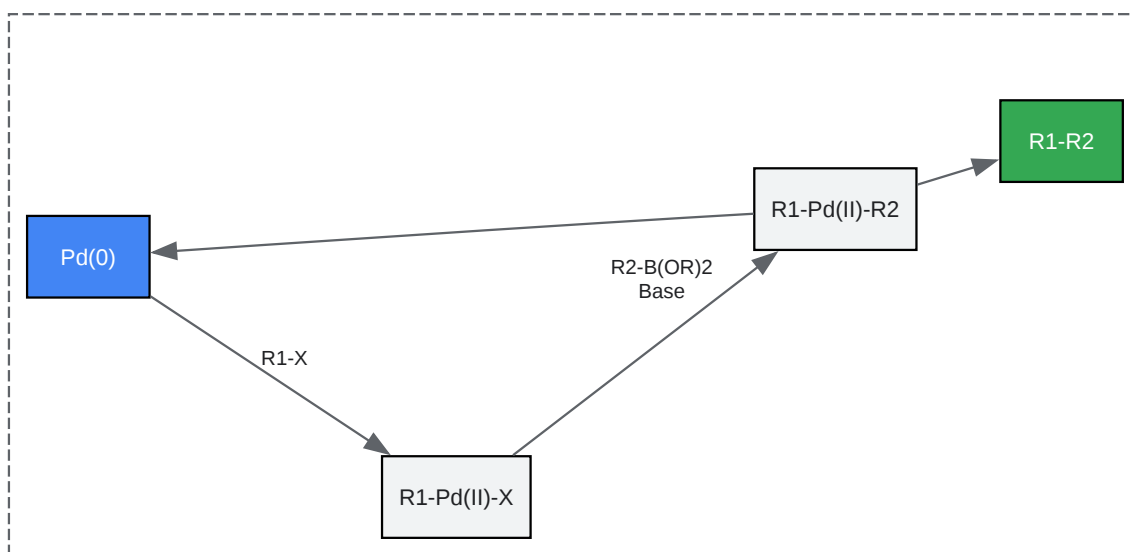 R1-R2
R1-Pd(II)-R2
Pd(0)
R2-B(OR)2
Base
R1-X
R1-Pd(II)-X